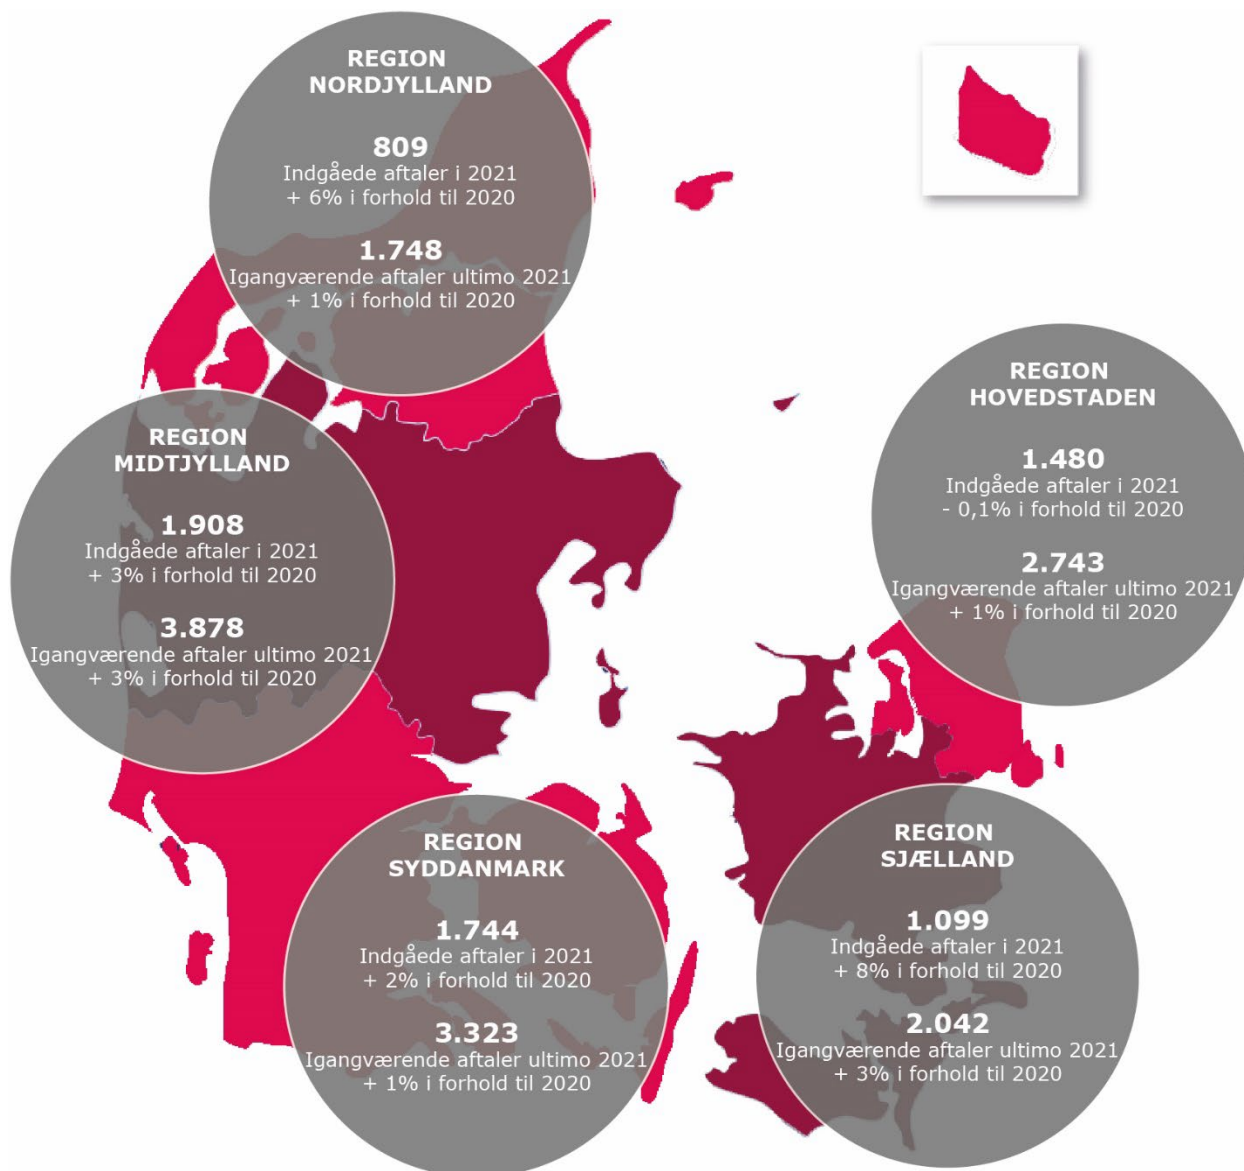 REGION
NORDJYLLAND
809
Indgåede aftaler i 2021
+ 6% i forhold til 2020
1.748
Igangværende aftaler ultimo 2021
+ 1% i forhold til 2020
REGION
HOVEDSTADEN
1.480
Indgåede aftaler i 2021
- 0,1% i forhold til 2020
2.743
Igangværende aftaler ultimo 2021
+ 1% i forhold til 2020
REGION
MIDTJYLLAND
1.908
Indgåede aftaler i 2021
+ 3% i forhold til 2020
3.878
Igangværende aftaler ultimo 2021
+ 3% i forhold til 2020
REGION
SYDDANMARK
1.744
Indgåede aftaler i 2021
+ 2% i forhold til 2020
3.323
Igangværende aftaler ultimo 2021
+ 1% i forhold til 2020
REGION
SJÆLLAND
1.099
Indgåede aftaler i 2021
+ 8% i forhold til 2020
2.042
Igangværende aftaler ultimo 2021
+ 3% i forhold til 2020